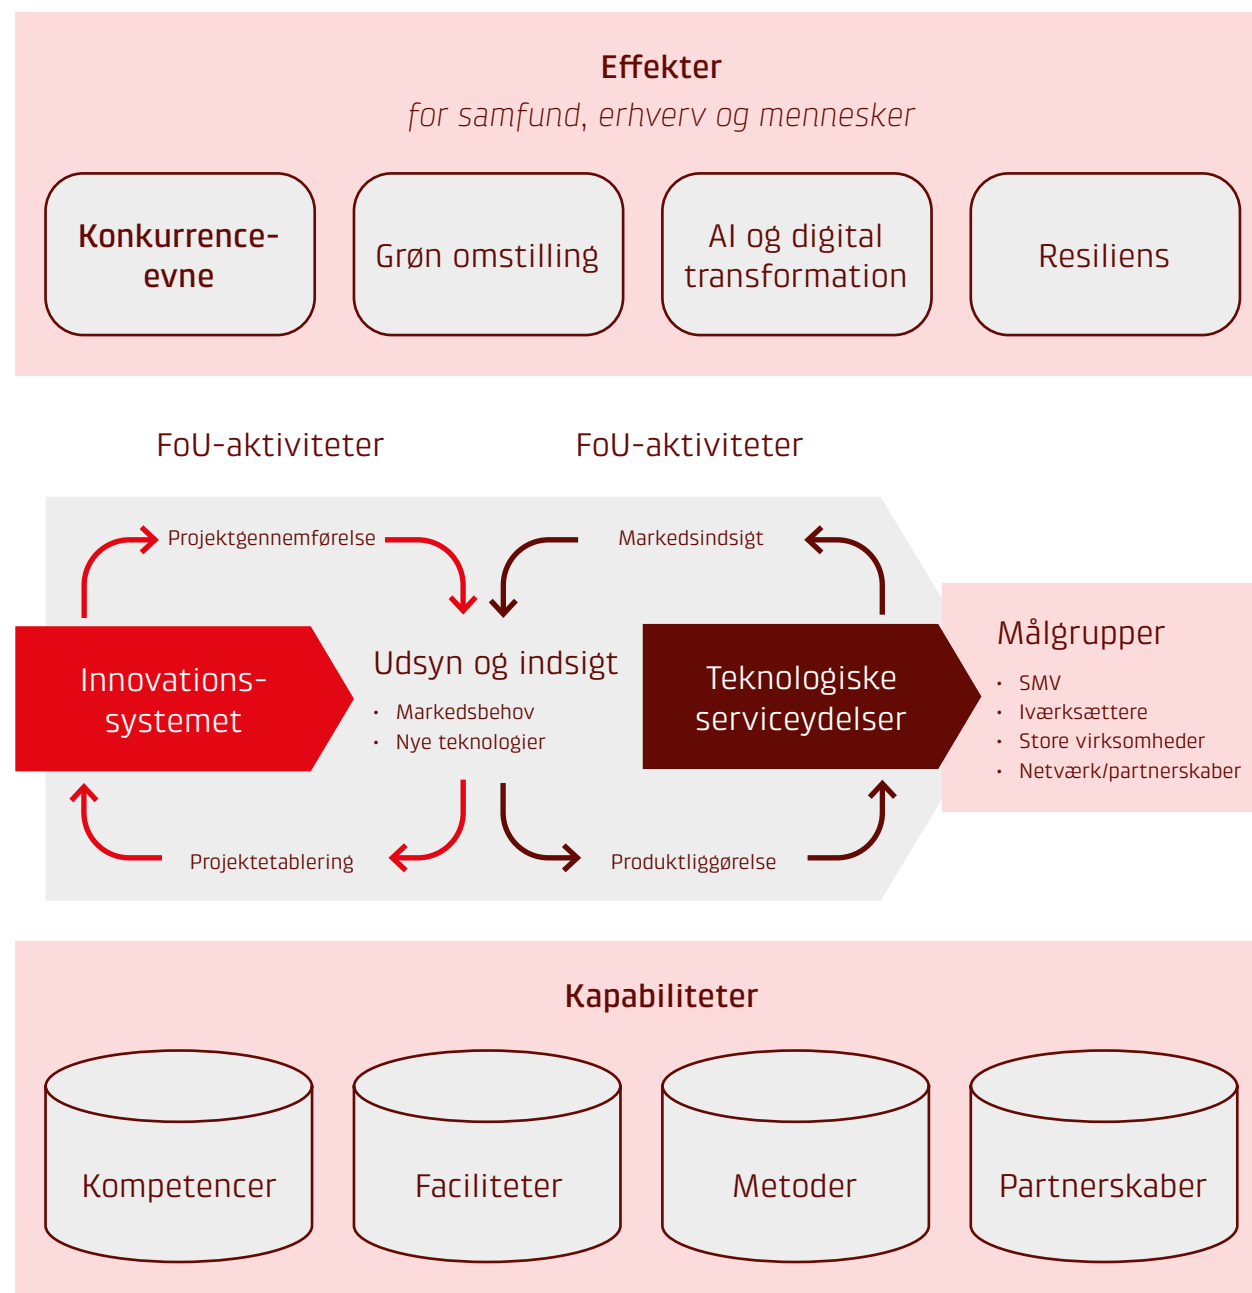 Effekter
for samfund, erhverv og mennesker
Konkurrence-
evne
Grøn omstilling
AI og digital
transformation
Resiliens
FoU-aktiviteter
FoU-aktiviteter
Projektgennemførelse
Markedsindsigt
Innovations-
systemet
Udsyn og indsigt
• Markedsbehov
• Nye teknologier
Teknologiske
serviceydelser
Målgrupper
• SMV
• Iværksættere
• Store virksomheder
• Netværk/partnerskaber
Projektetablering
Produktliggørelse
Kapabiliteter
Kompetencer
Faciliteter
Metoder
Partnerskaber